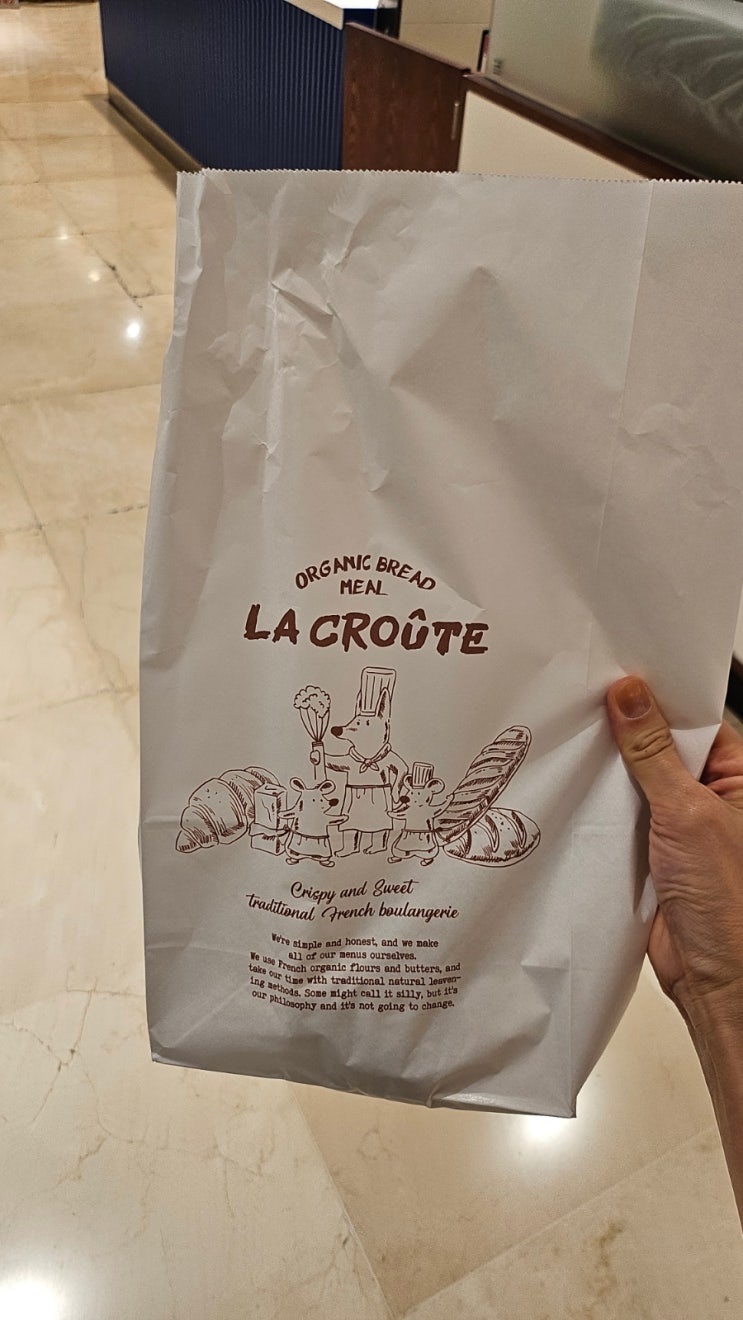 ORGANIC BREAD
MEAL
LA CROÛTE
Crispy and Sweet
traditional French boulangerie
We're simple and honest, and we make
all of our menus ourselves.
We use French organic flours and butters, and
take our time with traditional natural leaven-
ing methods. Some might call it silly, but it's
our philosophy and it's not going to change.